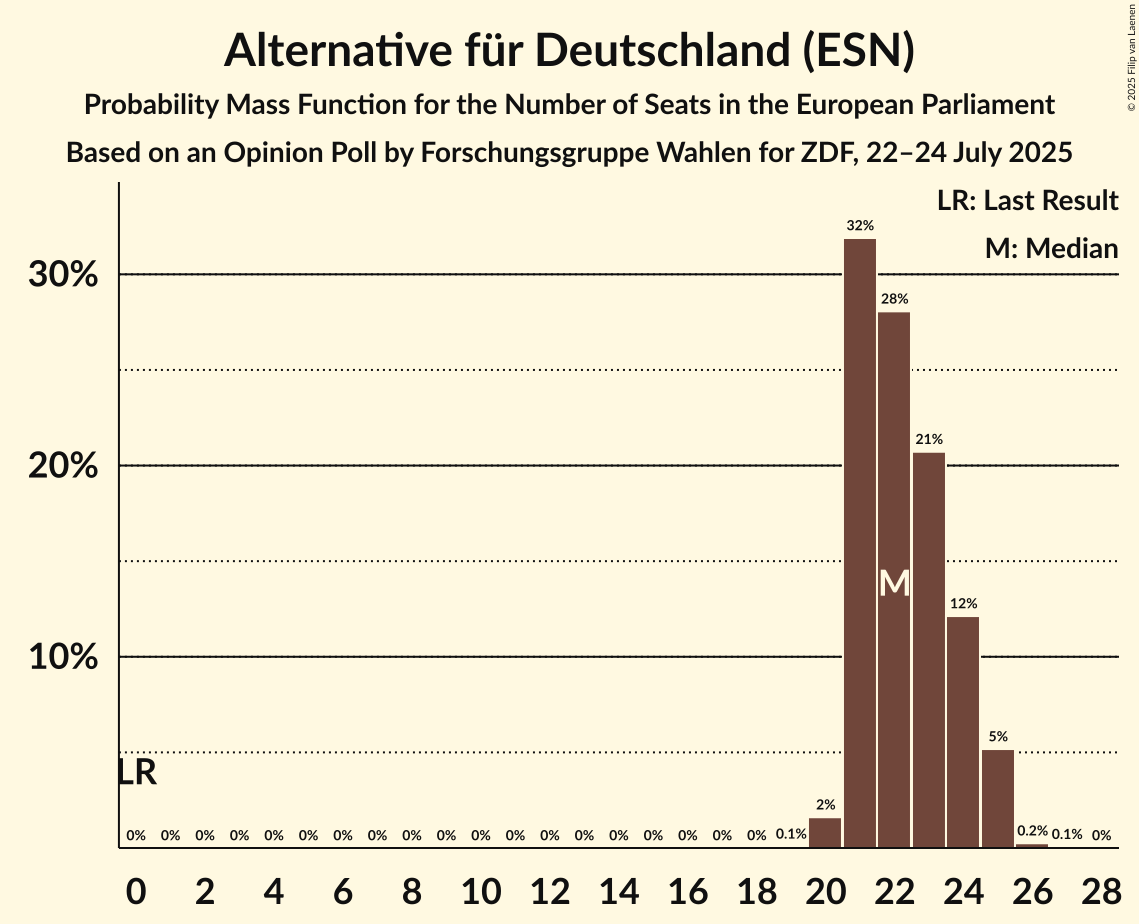 Alternative für Deutschland (ESN)
Probability Mass Function for the Number of Seats in the European Parliament
Based on an Opinion Poll by Forschungsgruppe Wahlen for ZDF, 22–24 July 2025
© 2025 Filip van Laenen
LR: Last Result
M: Median
30%
20%
10%
32%
28%
21%
M
12%
5%
LR
0% 0% 0% 0% 0% 0% 0% 0% 0% 0% 0% 0% 0% 0% 0% 0% 0% 0% 0% 0.1% 2% 0.2% 0.1% 0%
0 2 4 6 8 10 12 14 16 18 20 22 24 26 28